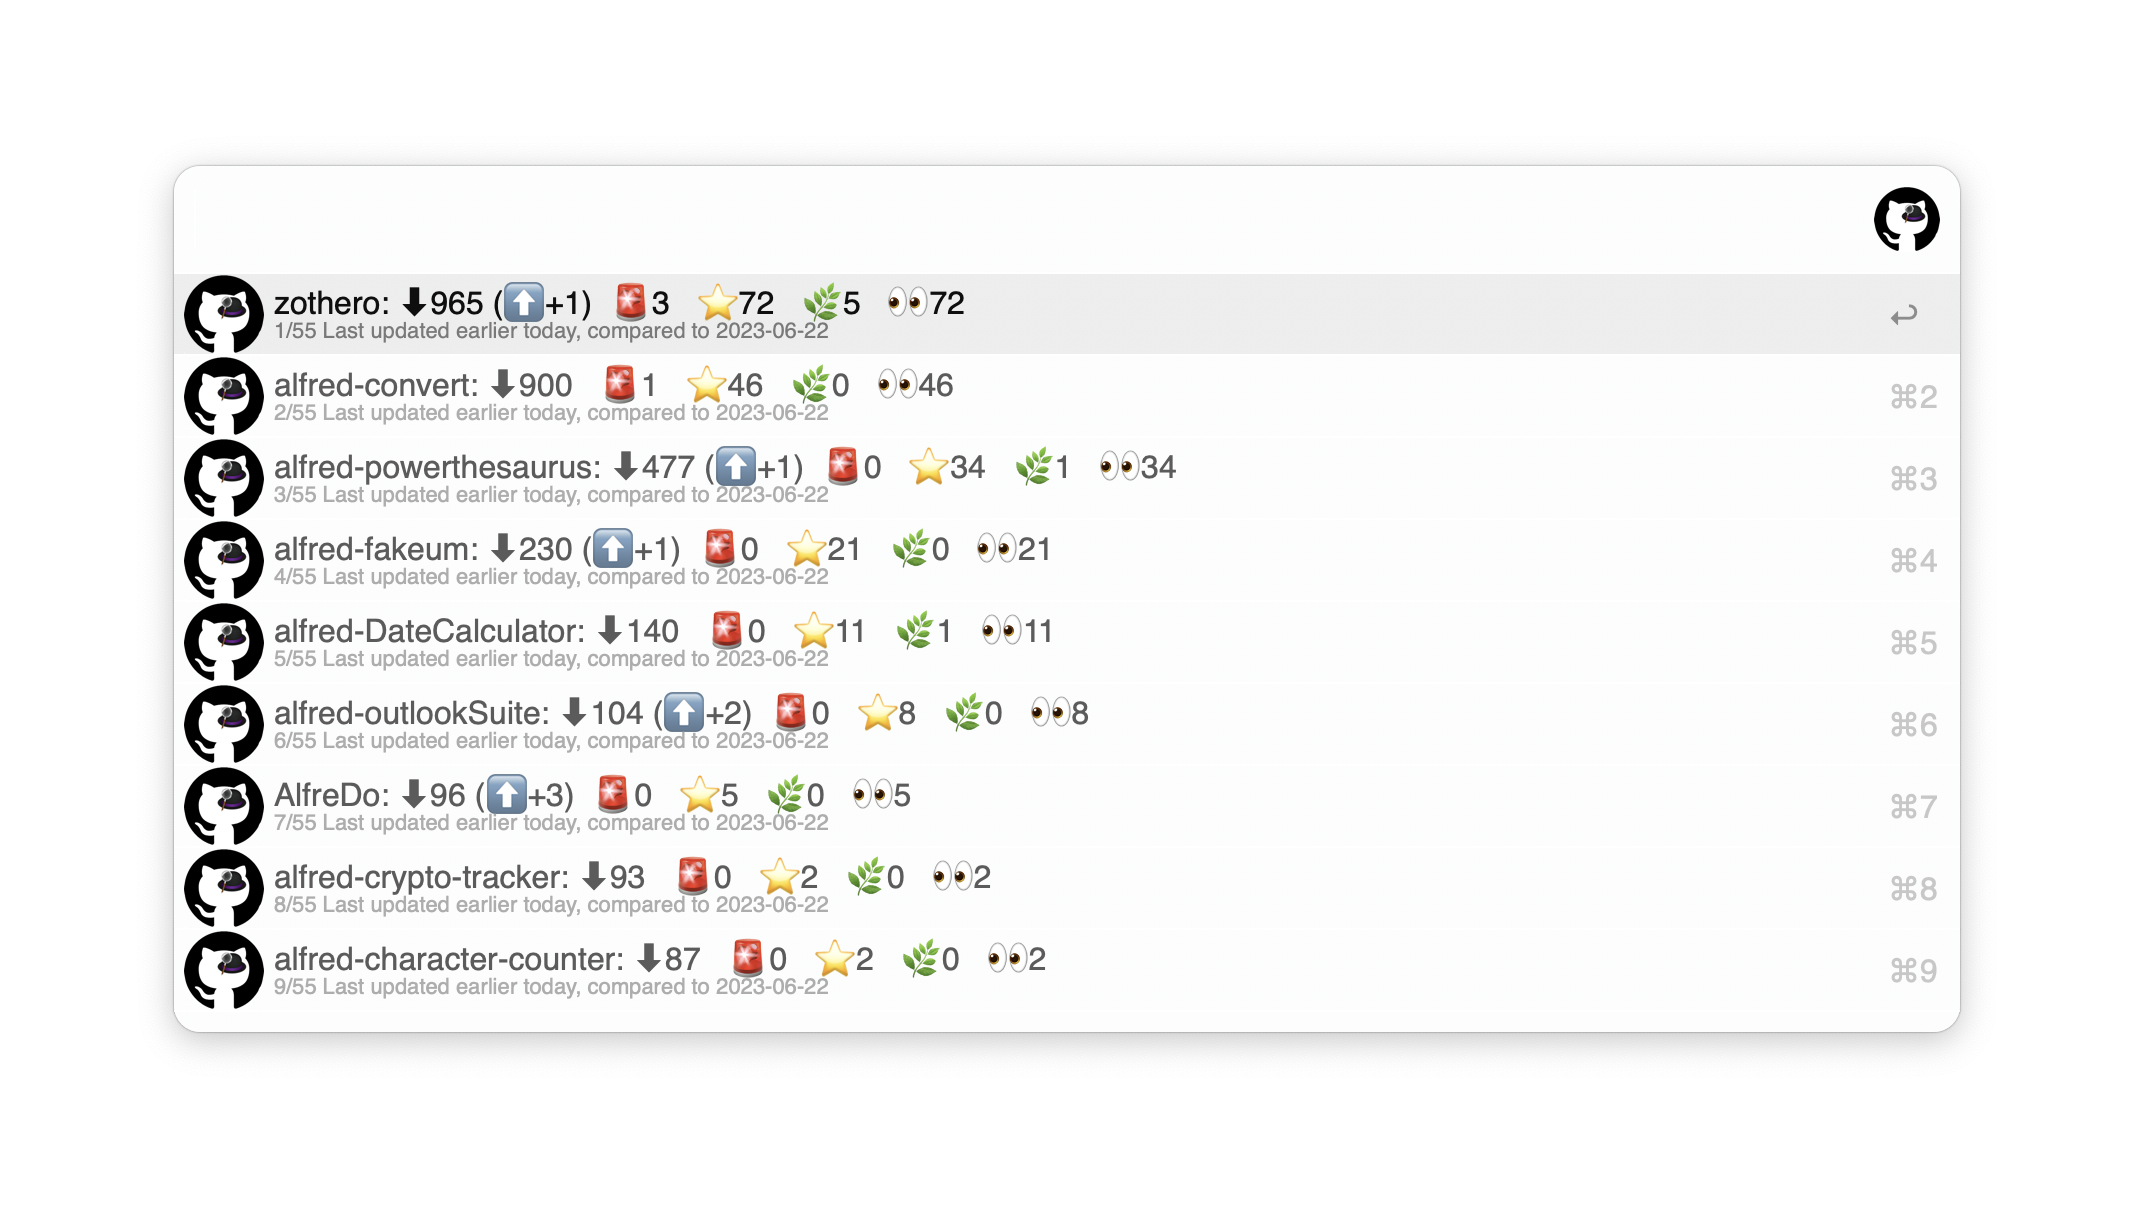 zothero: ⬇965 (⬆️+1) 🚨3 ⭐72 🌿5 👀72
1/55 Last updated earlier today, compared to 2023-06-22
↩
alfred-convert: ⬇900 🚨1 ⭐46 🌿0 👀46
2/55 Last updated earlier today, compared to 2023-06-22
⌘2
alfred-powerthesaurus: ⬇477 (⬆️+1) 🚨0 ⭐34 🌿1 👀34
3/55 Last updated earlier today, compared to 2023-06-22
⌘3
alfred-fakeum: ⬇230 (⬆️+1) 🚨0 ⭐21 🌿0 👀21
4/55 Last updated earlier today, compared to 2023-06-22
⌘4
alfred-DateCalculator: ⬇140 🚨0 ⭐11 🌿1 👀11
5/55 Last updated earlier today, compared to 2023-06-22
⌘5
alfred-outlookSuite: ⬇104 (⬆️+2) 🚨0 ⭐8 🌿0 👀8
6/55 Last updated earlier today, compared to 2023-06-22
⌘6
AlfreDo: ⬇96 (⬆️+3) 🚨0 ⭐5 🌿0 👀5
7/55 Last updated earlier today, compared to 2023-06-22
⌘7
alfred-crypto-tracker: ⬇93 🚨0 ⭐2 🌿0 👀2
8/55 Last updated earlier today, compared to 2023-06-22
⌘8
alfred-character-counter: ⬇87 🚨0 ⭐2 🌿0 👀2
9/55 Last updated earlier today, compared to 2023-06-22
⌘9